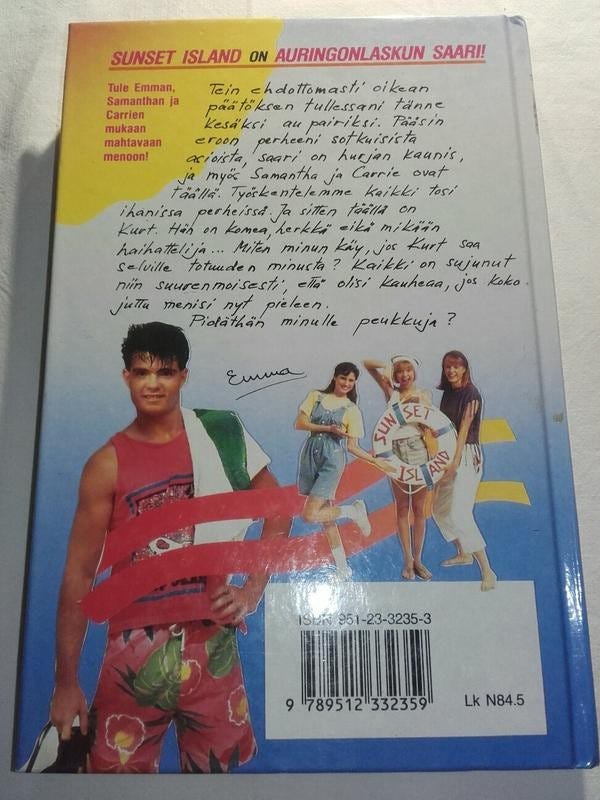 SUNSET ISLAND ON AURINGONLASKUN SAARI!
Tule Emman,
Samanthan ja
Carrien
mukaan
mahtavaan
menoon!
Tein ehdottomasti oikean
päätöksen tullessani tänne
kesäksi au pairiksi. Pääsin
eroon perheeni sotkuisista
asioista, saari on hurjan kaunis,
ja myös Samantha ja Carrie ovat
täällä. Työskentelemme kaikki tosi
ihanissa perheissä. Ja sitten täällä on
Kurt. Hän on komea, herkkä eikä mikään
haihattelija... Miten minun käy, jos Kurt saa
selville totuuden minusta? Kaikki on sujunut
niin suurenmoisesti, että olisi kauheaa, jos koko
juttu menisi nyt pieleen.
Pidäthän minulle peukkuja?
Emma
SUNSET
ISLAND
ISBN 951-23-3235-3
9 789512 332359
Lk N84.5